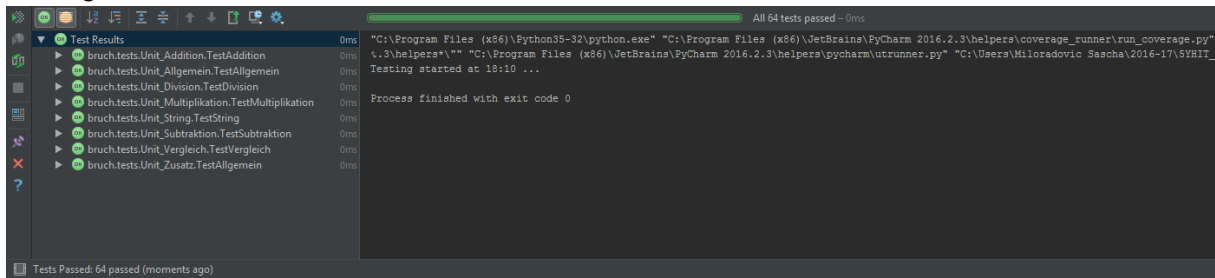 All 64 tests passed – 0ms
Test Results 0ms
bruch.tests.Unit_Addition.TestAddition 0ms
bruch.tests.Unit_Allgemein.TestAllgemein 0ms
bruch.tests.Unit_Division.TestDivision 0ms
bruch.tests.Unit_Multiplikation.TestMultiplikation 0ms
bruch.tests.Unit_String.TestString 0ms
bruch.tests.Unit_Subtraktion.TestSubtraktion 0ms
bruch.tests.Unit_Vergleich.TestVergleich 0ms
bruch.tests.Unit_Zusatz.TestAllgemein 0ms
"C:\Program Files (x86)\Python35-32\python.exe" "C:\Program Files (x86)\JetBrains\PyCharm 2016.2.3\helpers\coverage_runner\run_coverage.py"
.3\helpers*\"" "C:\Program Files (x86)\JetBrains\PyCharm 2016.2.3\helpers\pycharm\utrunner.py" "C:\Users\Miloradovic Sascha\2016-17\5YHIT_
Testing started at 18:10 ...
Process finished with exit code 0
Tests Passed: 64 passed (moments ago)